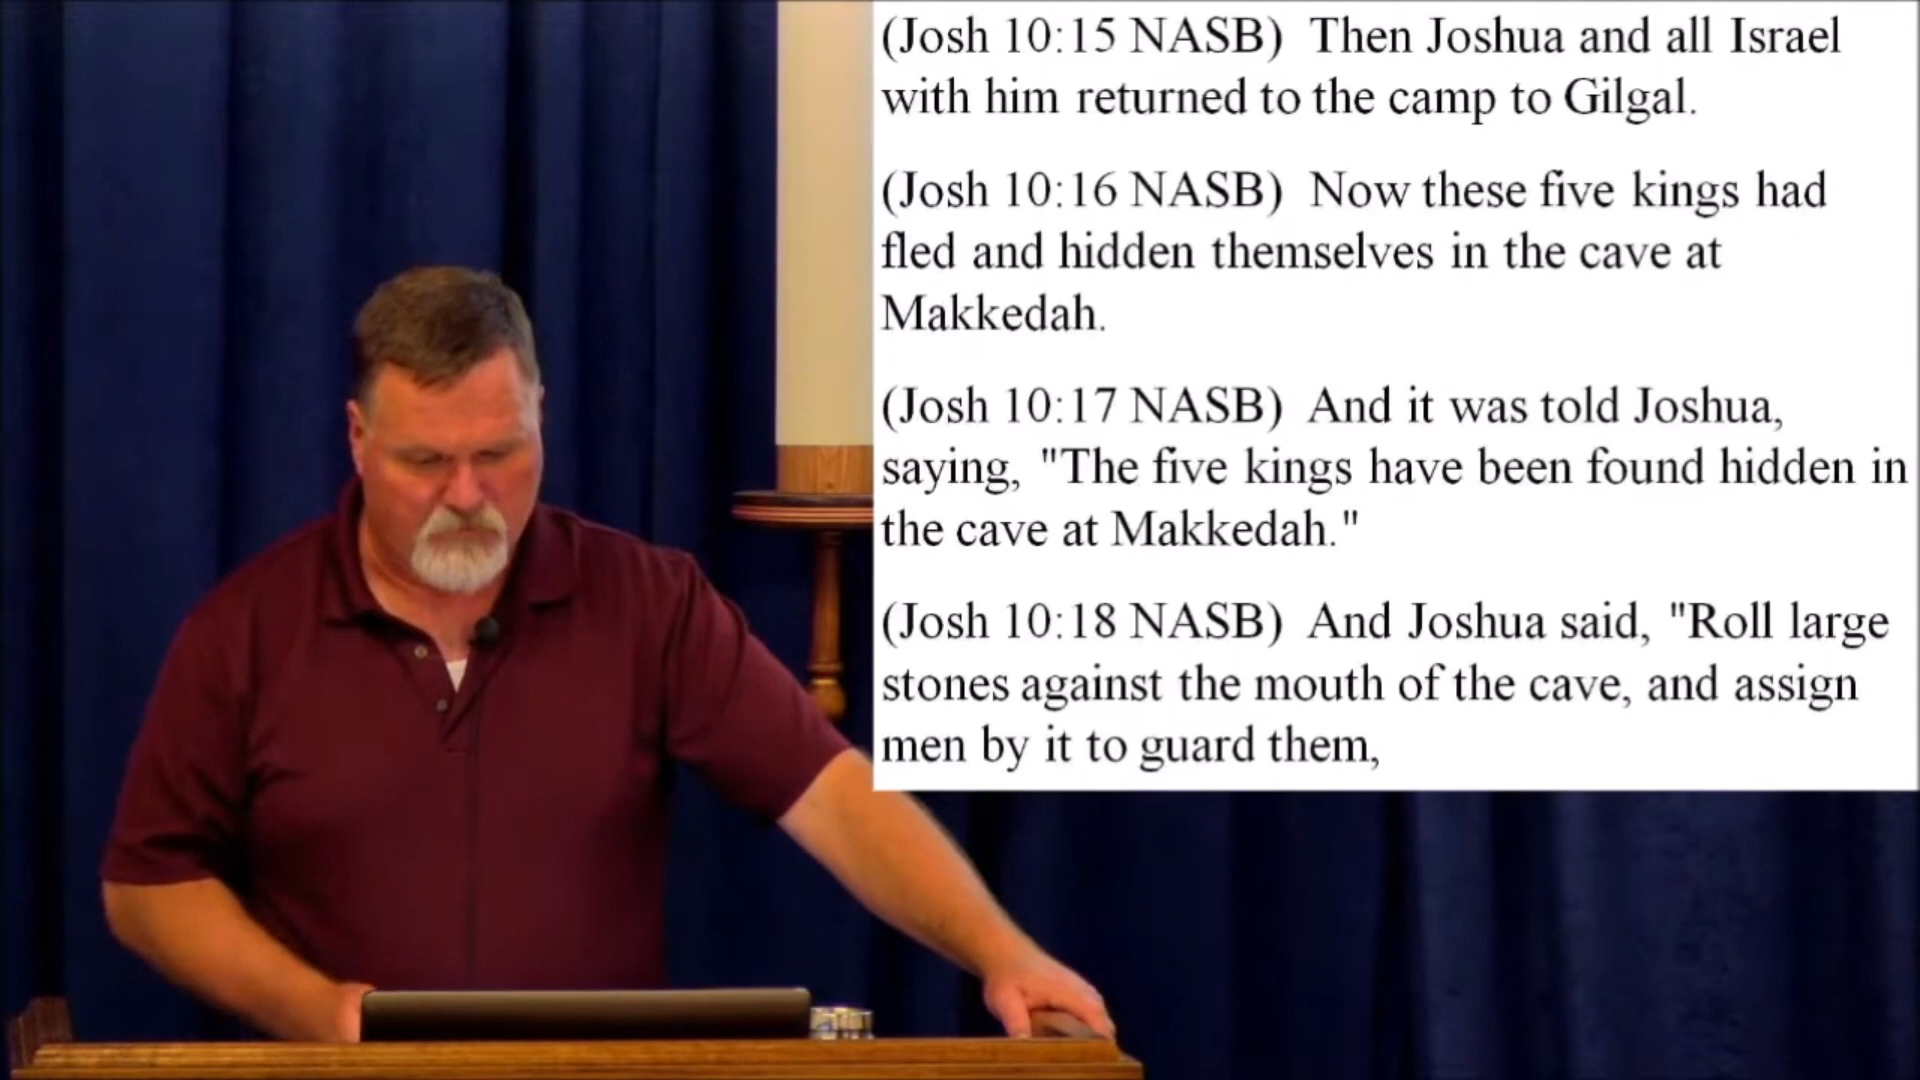 (Josh 10:15 NASB)  Then Joshua and all Israel
with him returned to the camp to Gilgal.
(Josh 10:16 NASB)  Now these five kings had
fled and hidden themselves in the cave at
Makkedah.
(Josh 10:17 NASB)  And it was told Joshua,
saying, "The five kings have been found hidden in
the cave at Makkedah."
(Josh 10:18 NASB)  And Joshua said, "Roll large
stones against the mouth of the cave, and assign
men by it to guard them,